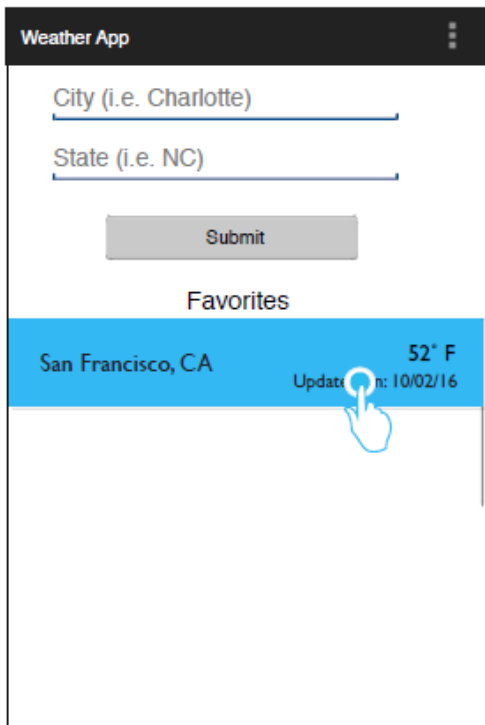 Weather App
City (i.e. Charlotte)
State (i.e. NC)
Submit
Favorites
San Francisco, CA
52° F
10/02/16